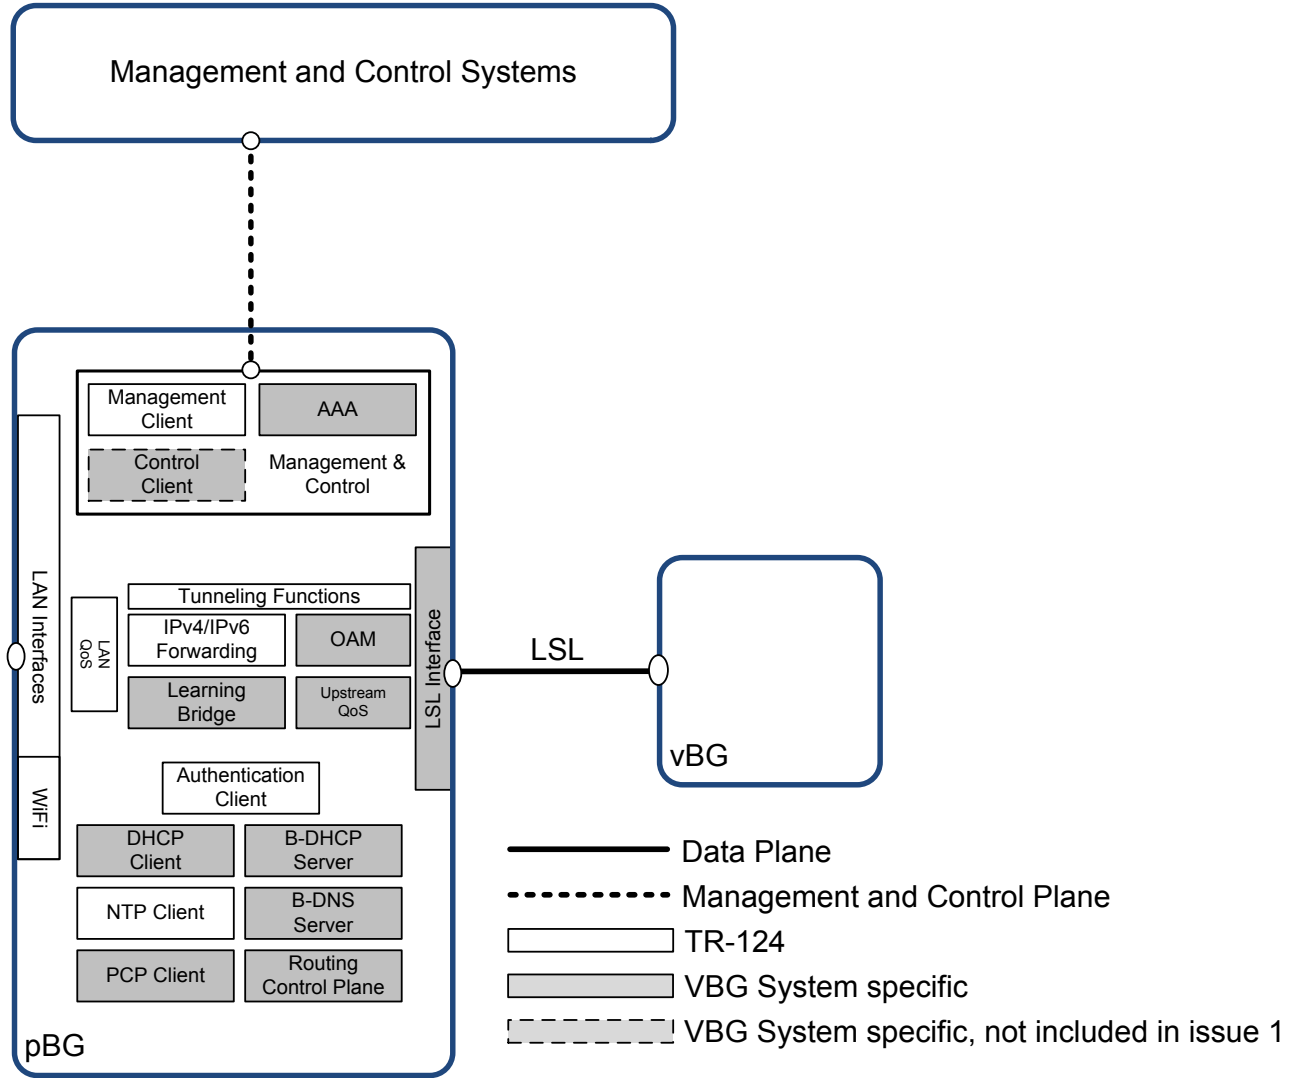 Management and Control Systems
Management
Client
AAA
Control
Client
Management &
Control
LAN Interfaces
WiFi
LAN
QoS
Tunneling Functions
IPv4/IPv6
Forwarding
OAM
Learning
Bridge
Upstream
QoS
LSL Interface
LSL
vBG
Authentication
Client
DHCP
Client
B-DHCP
Server
NTP Client
B-DNS
Server
PCP Client
Routing
Control Plane
pBG
Data Plane
Management and Control Plane
TR-124
VBG System specific
VBG System specific, not included in issue 1